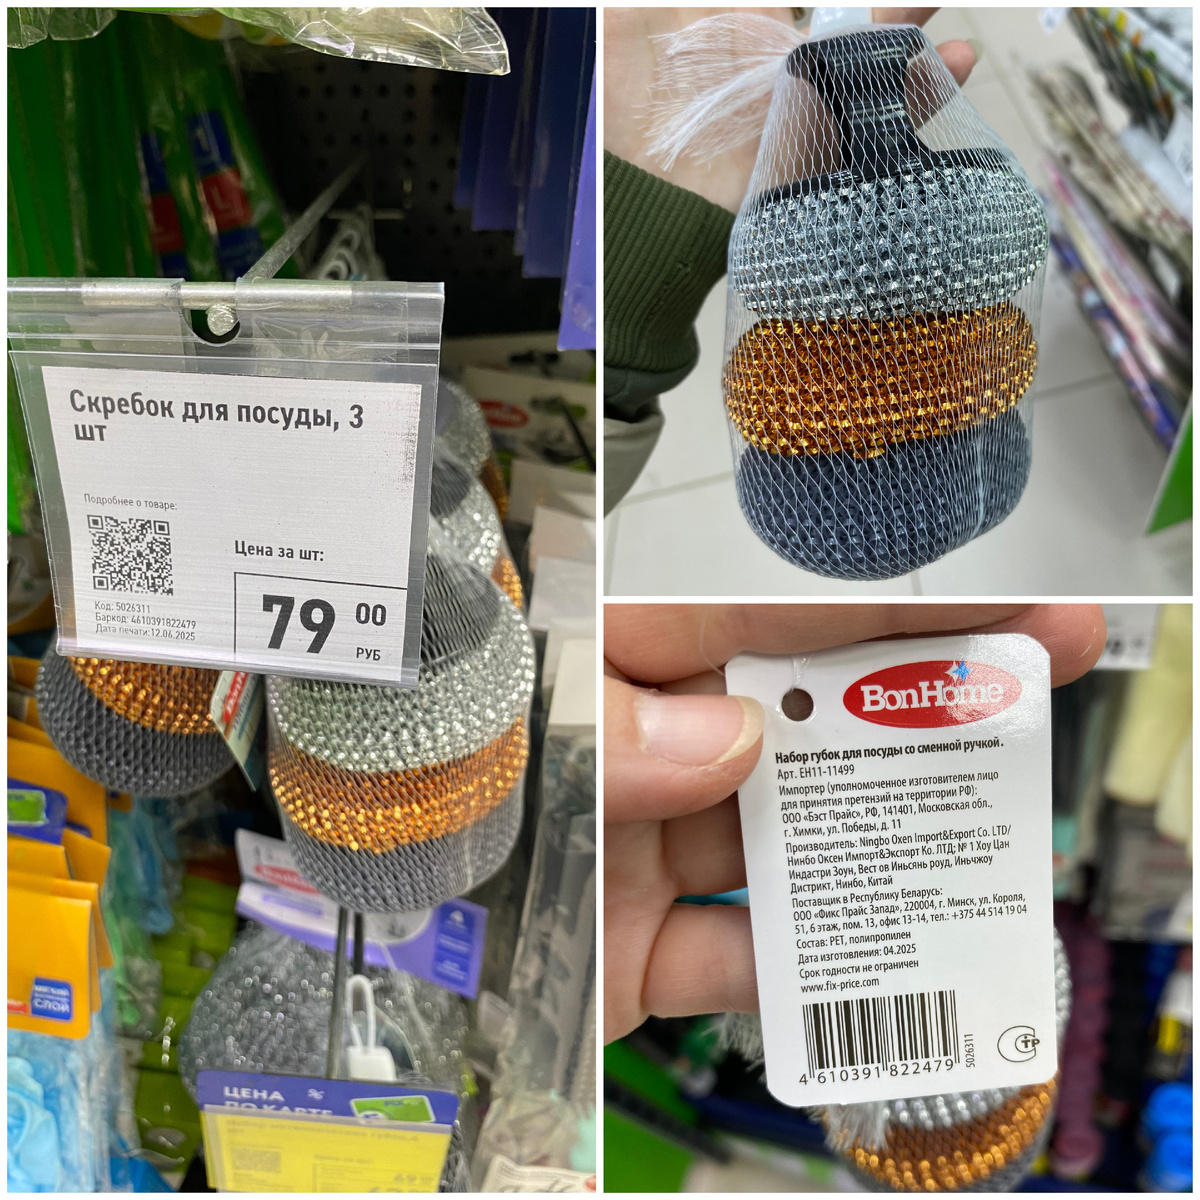 Скребок для посуды, 3
шт
Подробнее о товаре:
Цена за шт:
79 00
РУБ
Код: 5026311
Баркод: 4610391822479
Дата печати:12.06.2025
ЦЕНА %
ПО КАРТЕ
СЛОЙ
BonHome
Набор губок для посуды со сменной ручкой.
Арт. EH11-11499
Импортер (уполномоченное изготовителем лицо
для принятия претензий на территории РФ):
ООО «Бэст Прайс», РФ, 141401, Московская обл.,
г. Химки, ул. Победы, д. 11
Производитель: Ningbo Oxen Import&Export Co. LTD/
Нинбо Оксен Импорт&Экспорт Ко. ЛТД; № 1 Хоу Цан
Индастри Зоун, Вест ов Иньсянь роуд, Иньчжоу
Дистрикт, Нинбо, Китай
Поставщик в Республику Беларусь:
ООО «Фикс Прайс Запад», 220004, г. Минск, ул. Короля,
51, 6 этаж, пом. 13, офис 13-14, тел.: +375 44 514 19 04
Состав: PET, полипропилен
Дата изготовления: 04.2025
Срок годности не ограничен
www.fix-price.com
4 610391 822479
5026311
СТР